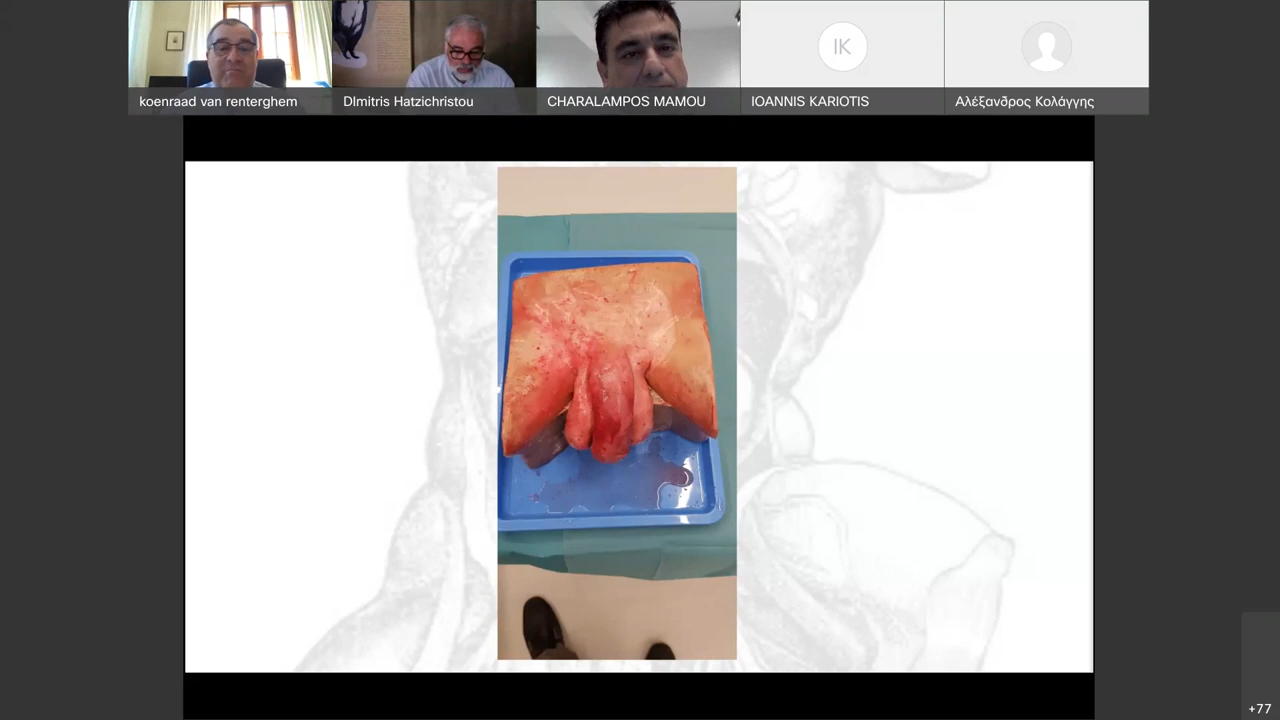 koenraad van renterghem
DImitris Hatzichristou
CHARALAMPOS MAMOU
IOANNIS KARIOTIS
Αλέξανδρος Κολάγγης
IK
+77